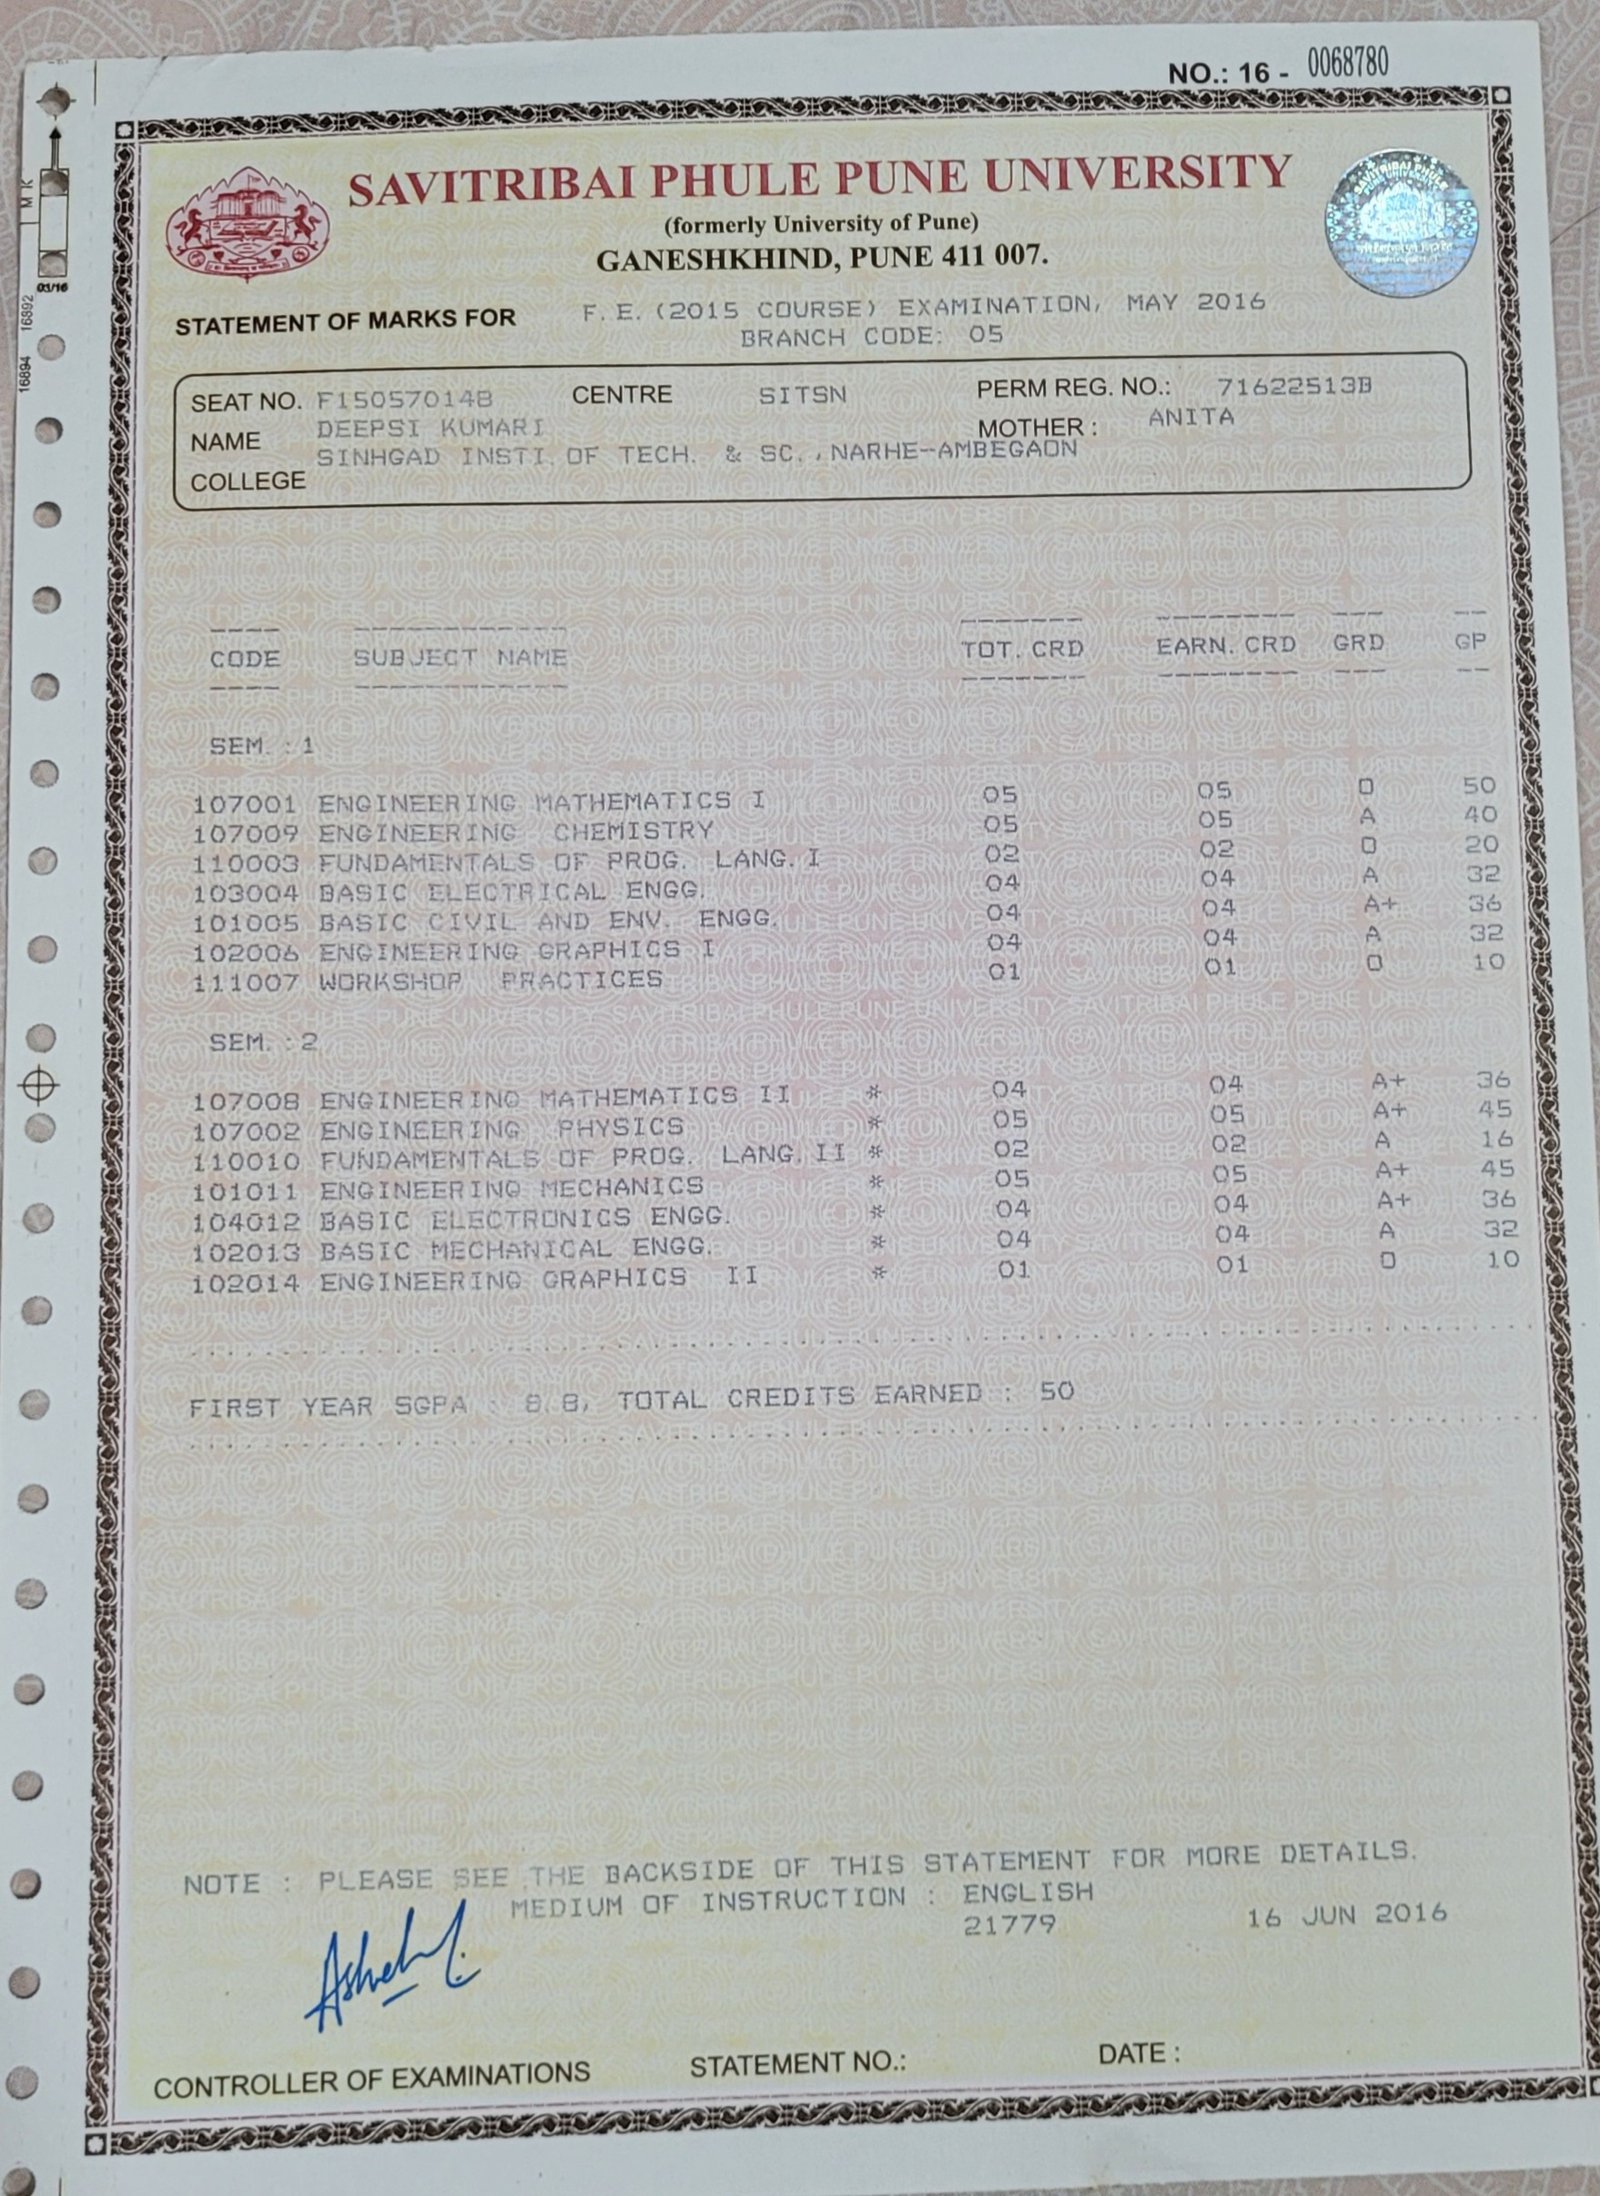 NO.: 16 - 0068780
SAVITRIBAI PHULE PUNE UNIVERSITY
(formerly University of Pune)
GANESHKHIND, PUNE 411 007.
STATEMENT OF MARKS FOR F.E.(2015 COURSE) EXAMINATION, MAY 2016
BRANCH CODE: 05
SEAT NO. F150570148 CENTRE SITSN PERM REG. NO.: 71622513B
NAME DEEPSI KUMARI MOTHER : ANITA
COLLEGE SINHGAD INSTI. OF TECH. & SC.,NARHE-AMBEGAON
CODE SUBJECT NAME TOT. CRD EARN. CRD GRD GP
SEM. : 1
107001 ENGINEERING MATHEMATICS I 05 05 O 50
107009 ENGINEERING CHEMISTRY 05 05 A 40
110003 FUNDAMENTALS OF PROG. LANG. I 02 02 O 20
103004 BASIC ELECTRICAL ENGG. 04 04 A 32
101005 BASIC CIVIL AND ENV. ENGG. 04 04 A+ 36
102006 ENGINEERING GRAPHICS I 04 04 A 32
111007 WORKSHOP PRACTICES 01 01 O 10
SEM. : 2
107008 ENGINEERING MATHEMATICS II * 04 04 A+ 36
107002 ENGINEERING PHYSICS * 05 05 A+ 45
110010 FUNDAMENTALS OF PROG. LANG. II * 02 02 A 16
101011 ENGINEERING MECHANICS * 05 05 A+ 45
104012 BASIC ELECTRONICS ENGG. * 04 04 A+ 36
102013 BASIC MECHANICAL ENGG. * 04 04 A 32
102014 ENGINEERING GRAPHICS II * 01 01 O 10
FIRST YEAR SGPA : 8.8, TOTAL CREDITS EARNED : 50
NOTE : PLEASE SEE THE BACKSIDE OF THIS STATEMENT FOR MORE DETAILS.
MEDIUM OF INSTRUCTION : ENGLISH
21779 16 JUN 2016
CONTROLLER OF EXAMINATIONS STATEMENT NO.: DATE :
03/16
16892
16894